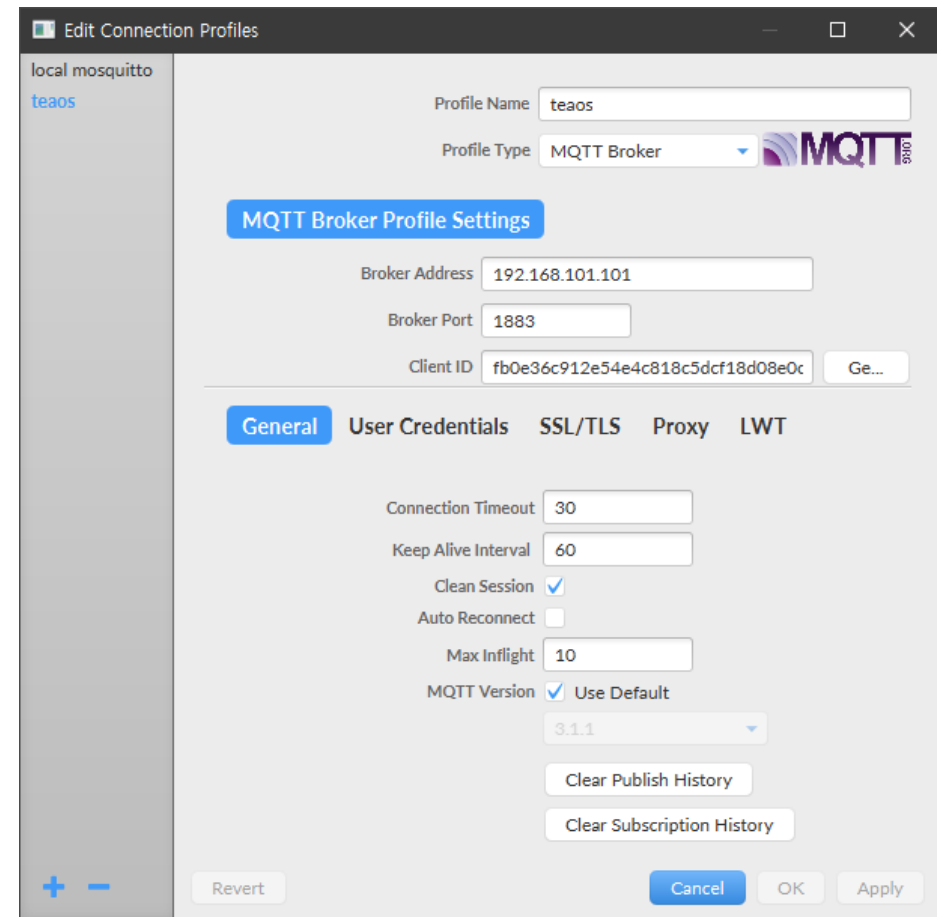 Edit Connection Profiles
local mosquitto
teaos
Profile Name teaos
Profile Type MQTT Broker MQTT.ORG
MQTT Broker Profile Settings
Broker Address 192.168.101.101
Broker Port 1883
Client ID fb0e36c912e54e4c818c5dcf18d08e0c Ge...
General User Credentials SSL/TLS Proxy LWT
Connection Timeout 30
Keep Alive Interval 60
Clean Session
Auto Reconnect
Max Inflight 10
MQTT Version Use Default
3.1.1
Clear Publish History
Clear Subscription History
Revert Cancel OK Apply